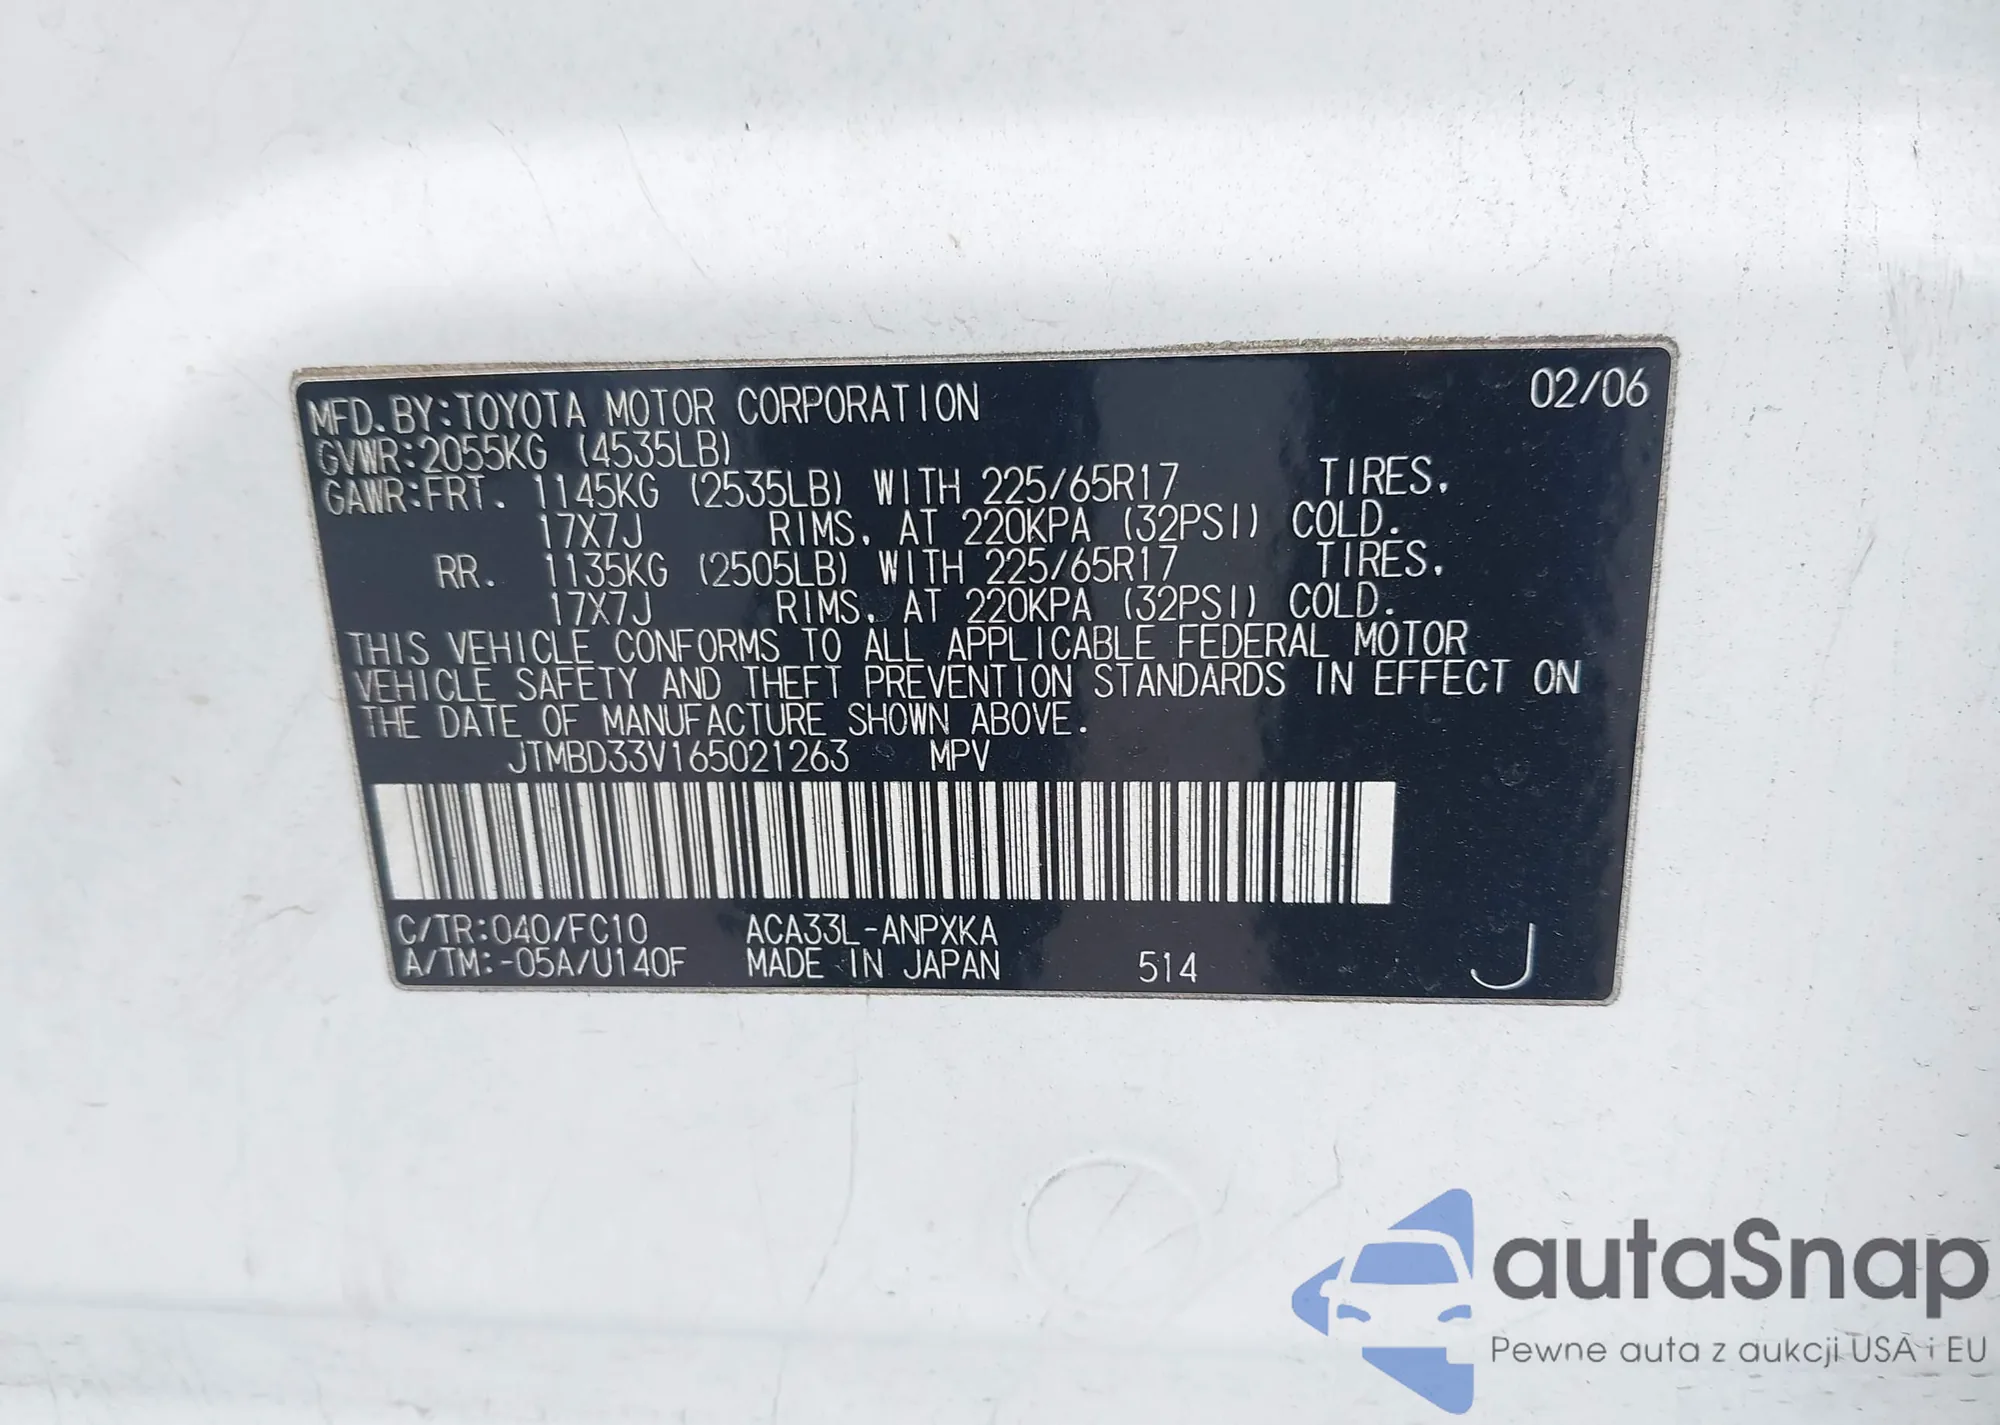 MFD. BY: TOYOTA MOTOR CORPORATION 02/06
GVWR: 2055KG (4535LB)
GAWR: FRT. 1145KG (2535LB) WITH 225/65R17 TIRES,
17X7J RIMS, AT 220KPA (32PSI) COLD.
RR. 1135KG (2505LB) WITH 225/65R17 TIRES,
17X7J RIMS, AT 220KPA (32PSI) COLD.
THIS VEHICLE CONFORMS TO ALL APPLICABLE FEDERAL MOTOR
VEHICLE SAFETY AND THEFT PREVENTION STANDARDS IN EFFECT ON
THE DATE OF MANUFACTURE SHOWN ABOVE.
JTMBD33V165021263 MPV
C/TR: 040/FC10 ACA33L-ANPXKA
A/TM: -05A/U140F MADE IN JAPAN 514 J
autaSnap
Pewne auta z aukcji USA i EU